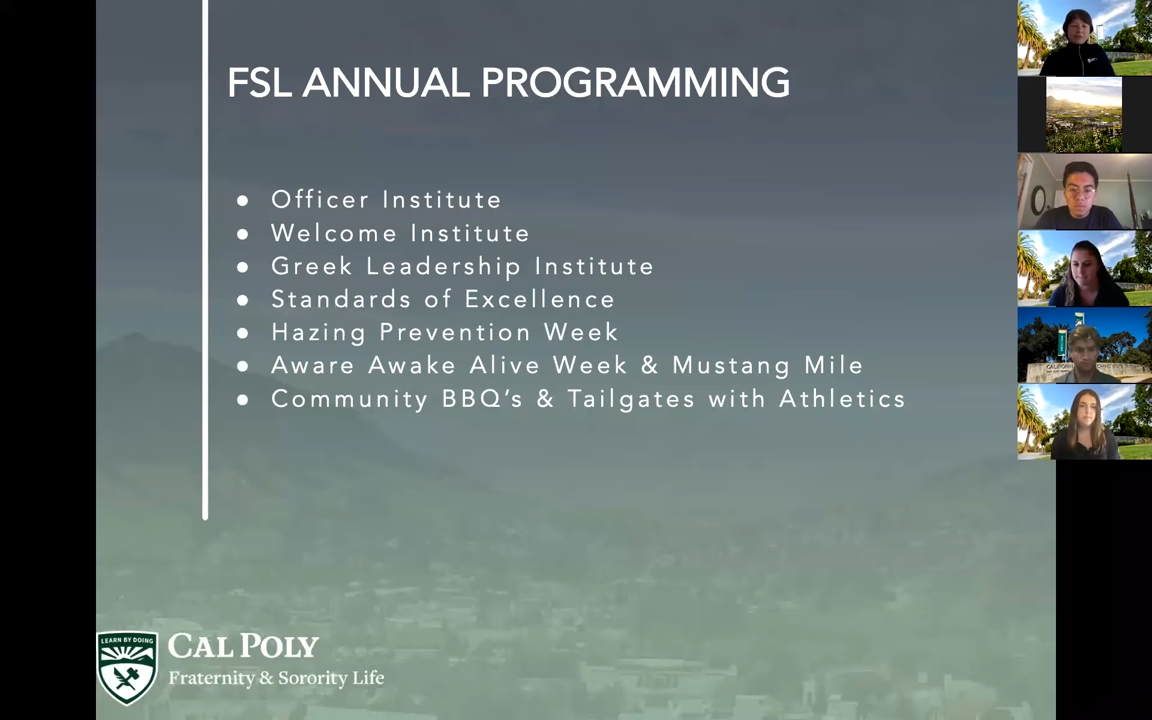 FSL ANNUAL PROGRAMMING
● Officer Institute
● Welcome Institute
● Greek Leadership Institute
● Standards of Excellence
● Hazing Prevention Week
● Aware Awake Alive Week & Mustang Mile
● Community BBQ's & Tailgates with Athletics
LEARN BY DOING
CAL POLY
Fraternity & Sorority Life